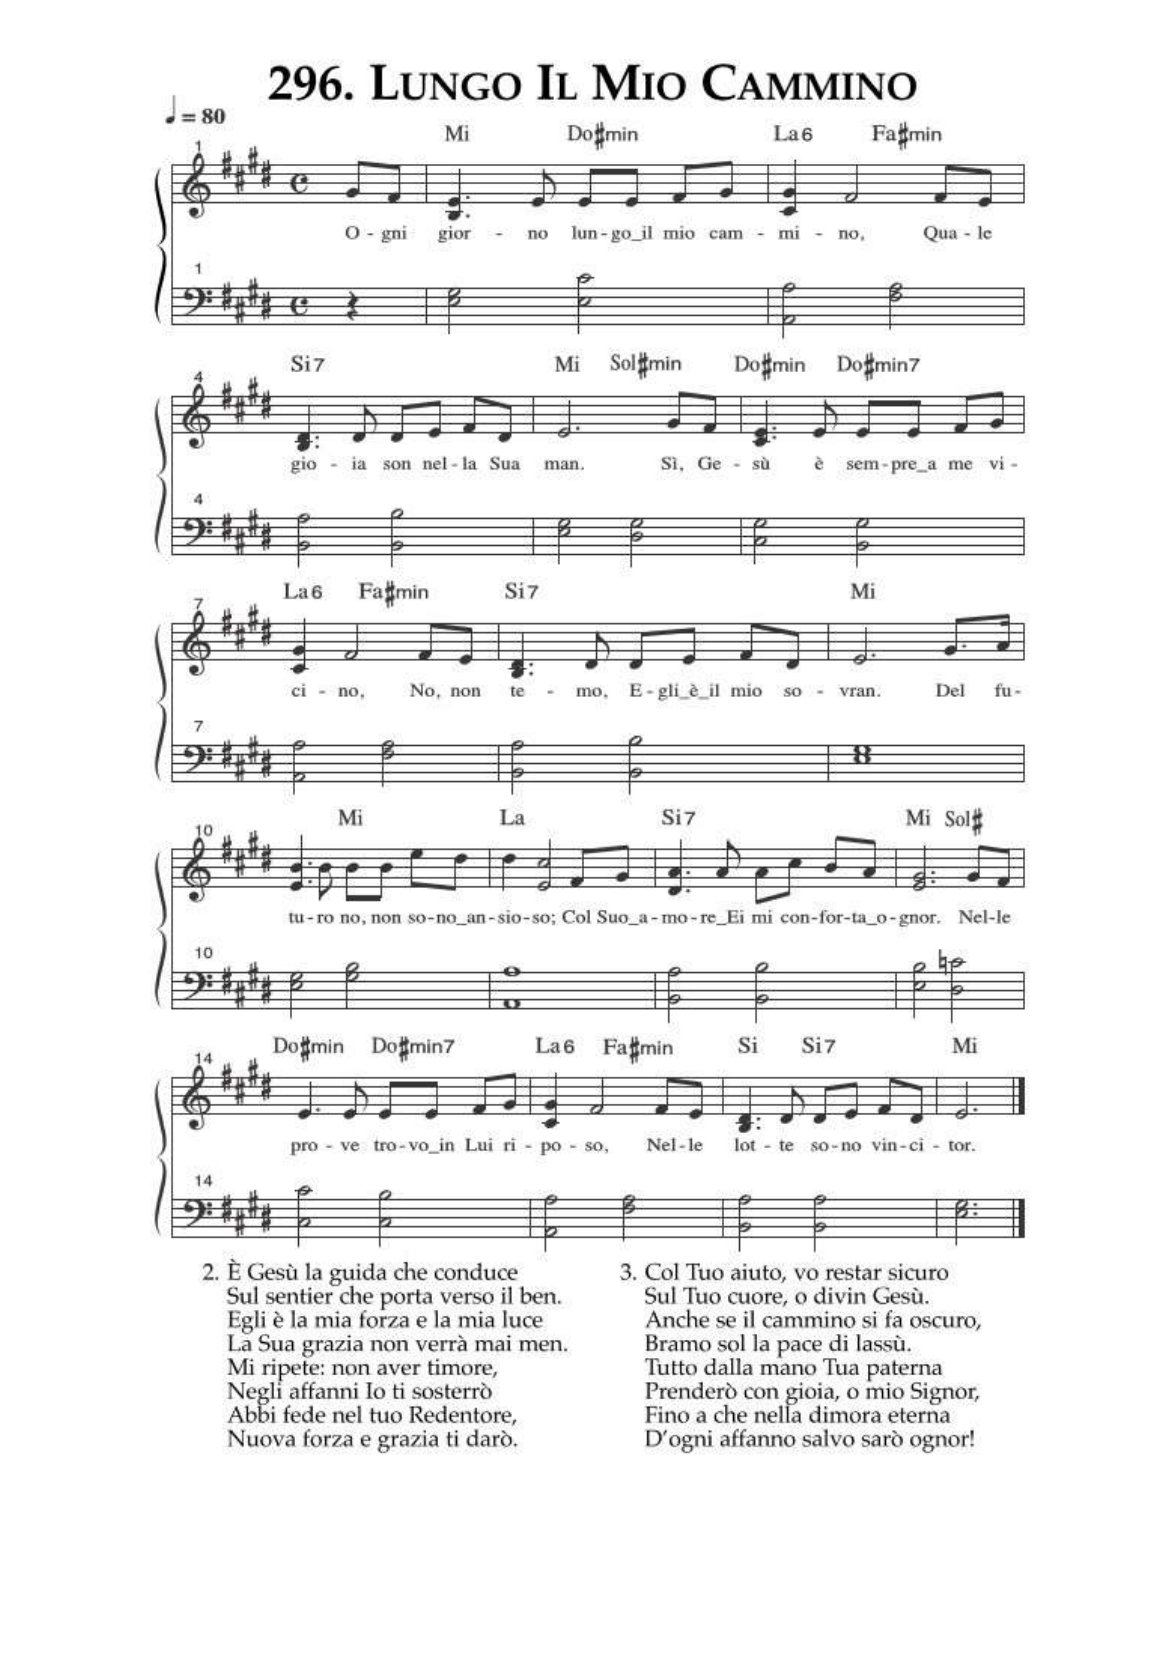 296. LUNGO IL MIO CAMMINO
♩ = 80
Mi Do♯min La6 Fa♯min
1
O - gni gior - no lun - go_il mio cam - mi - no, Qua - le
1
Si7 Mi Sol♯min Do♯min Do♯min7
4
gio - ia son nel - la Sua man. Sì, Ge - sù è sem - pre_a me vi -
4
La6 Fa♯min Si7 Mi
7
ci - no, No, non te - mo, E - gli_è_il mio so - vran. Del fu -
7
Mi La Si7 Mi Sol♯
10
tu - ro no, non so - no_an - sio - so; Col Suo_a - mo - re_Ei mi con - for - ta_o - gnor. Nel - le
10
Do♯min Do♯min7 La6 Fa♯min Si Si7 Mi
14
pro - ve tro - vo_in Lui ri - po - so, Nel - le lot - te so - no vin - ci - tor.
14
2. È Gesù la guida che conduce
Sul sentier che porta verso il ben.
Egli è la mia forza e la mia luce
La Sua grazia non verrà mai men.
Mi ripete: non aver timore,
Negli affanni Io ti sosterrò
Abbi fede nel tuo Redentore,
Nuova forza e grazia ti darò.
3. Col Tuo aiuto, vo restar sicuro
Sul Tuo cuore, o divin Gesù.
Anche se il cammino si fa oscuro,
Bramo sol la pace di lassù.
Tutto dalla mano Tua paterna
Prenderò con gioia, o mio Signor,
Fino a che nella dimora eterna
D'ogni affanno salvo sarò ognor!